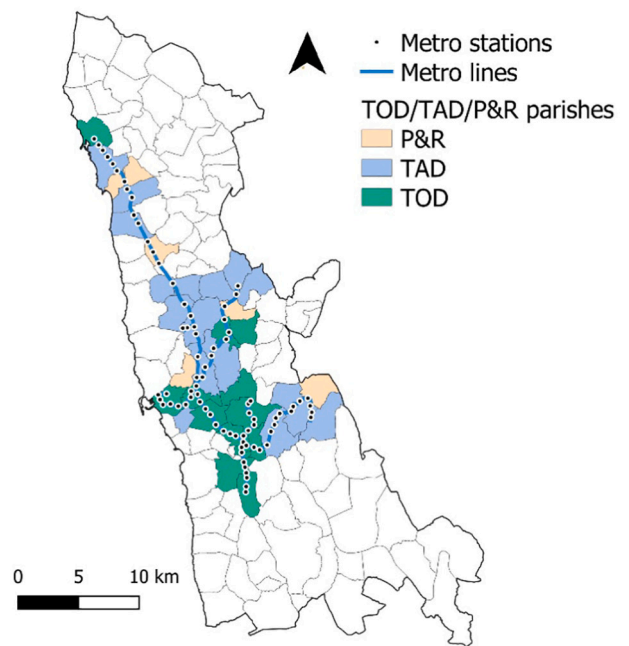 Metro stations
Metro lines
TOD/TAD/P&R parishes
P&R
TAD
TOD
0 5 10 km